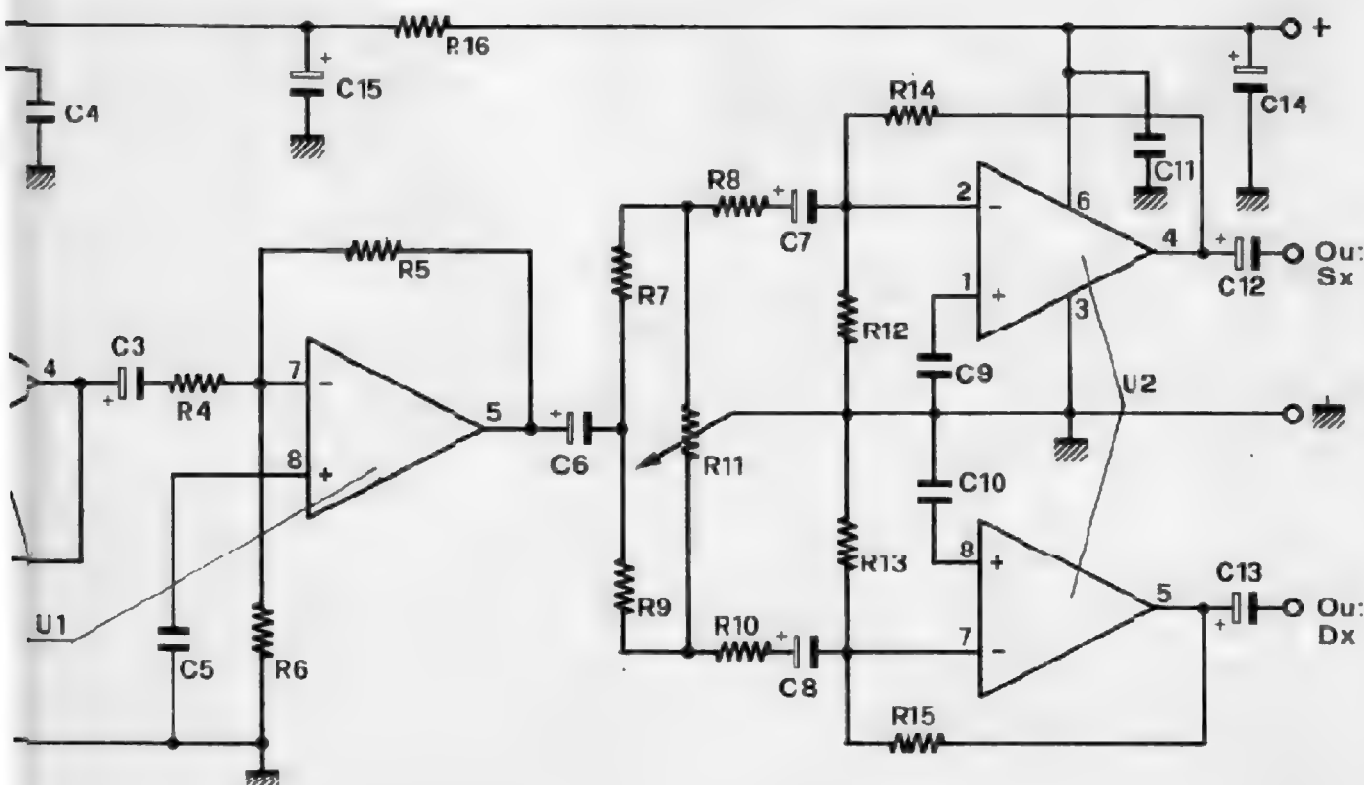 +
R16
+
C15
C4
R14
+
C14
C11
R8
+
C7
2
-
6
4
+
C12
Ou:
Sx
R5
R7
1
+
3
R12
C9
U2
4
C3
+
R4
7
-
5
+
C6
R11
8
+
C10
R13
8
+
5
C13
+
Ou:
Dx
R9
R10
+
C8
7
-
U1
C5
R6
R15